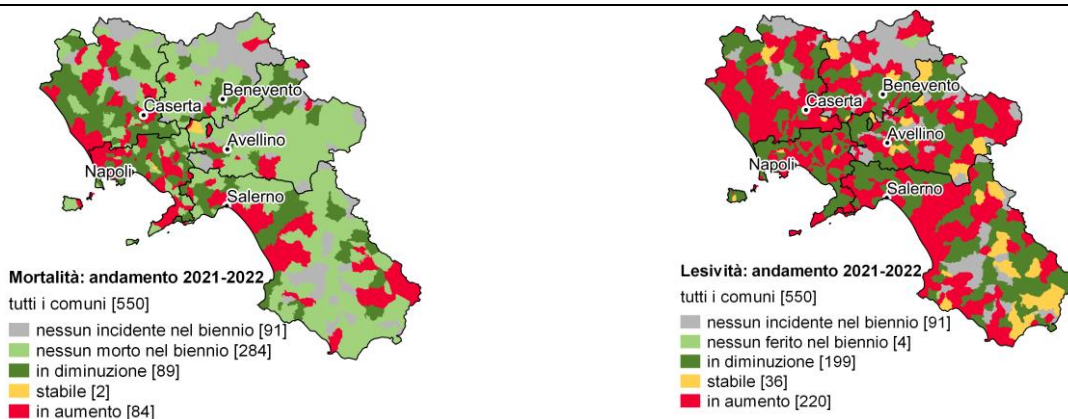 Benevento
Caserta
Avellino
Napoli
Salerno
Mortalità: andamento 2021-2022
tutti i comuni [550]
nessun incidente nel biennio [91]
nessun morto nel biennio [284]
in diminuzione [89]
stabile [2]
in aumento [84]
Benevento
Caserta
Avellino
Napoli
Salerno
Lesività: andamento 2021-2022
tutti i comuni [550]
nessun incidente nel biennio [91]
nessun ferito nel biennio [4]
in diminuzione [199]
stabile [36]
in aumento [220]